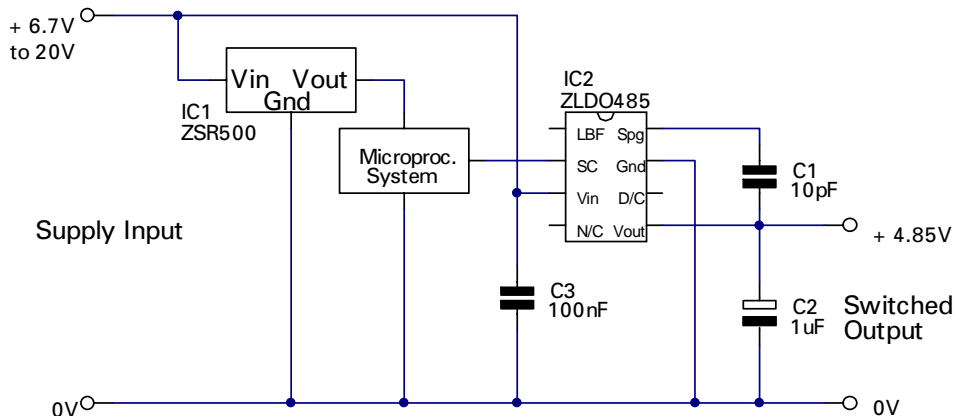 + 6.7V
to 20V
Vin Vout
Gnd
IC1
ZSR500
Microproc.
System
IC2
ZLDO485
LBF Spg
SC Gnd
Vin D/C
N/C Vout
C1
10pF
+ 4.85V
Supply Input
C3
100nF
C2
1uF
Switched
Output
0V
0V